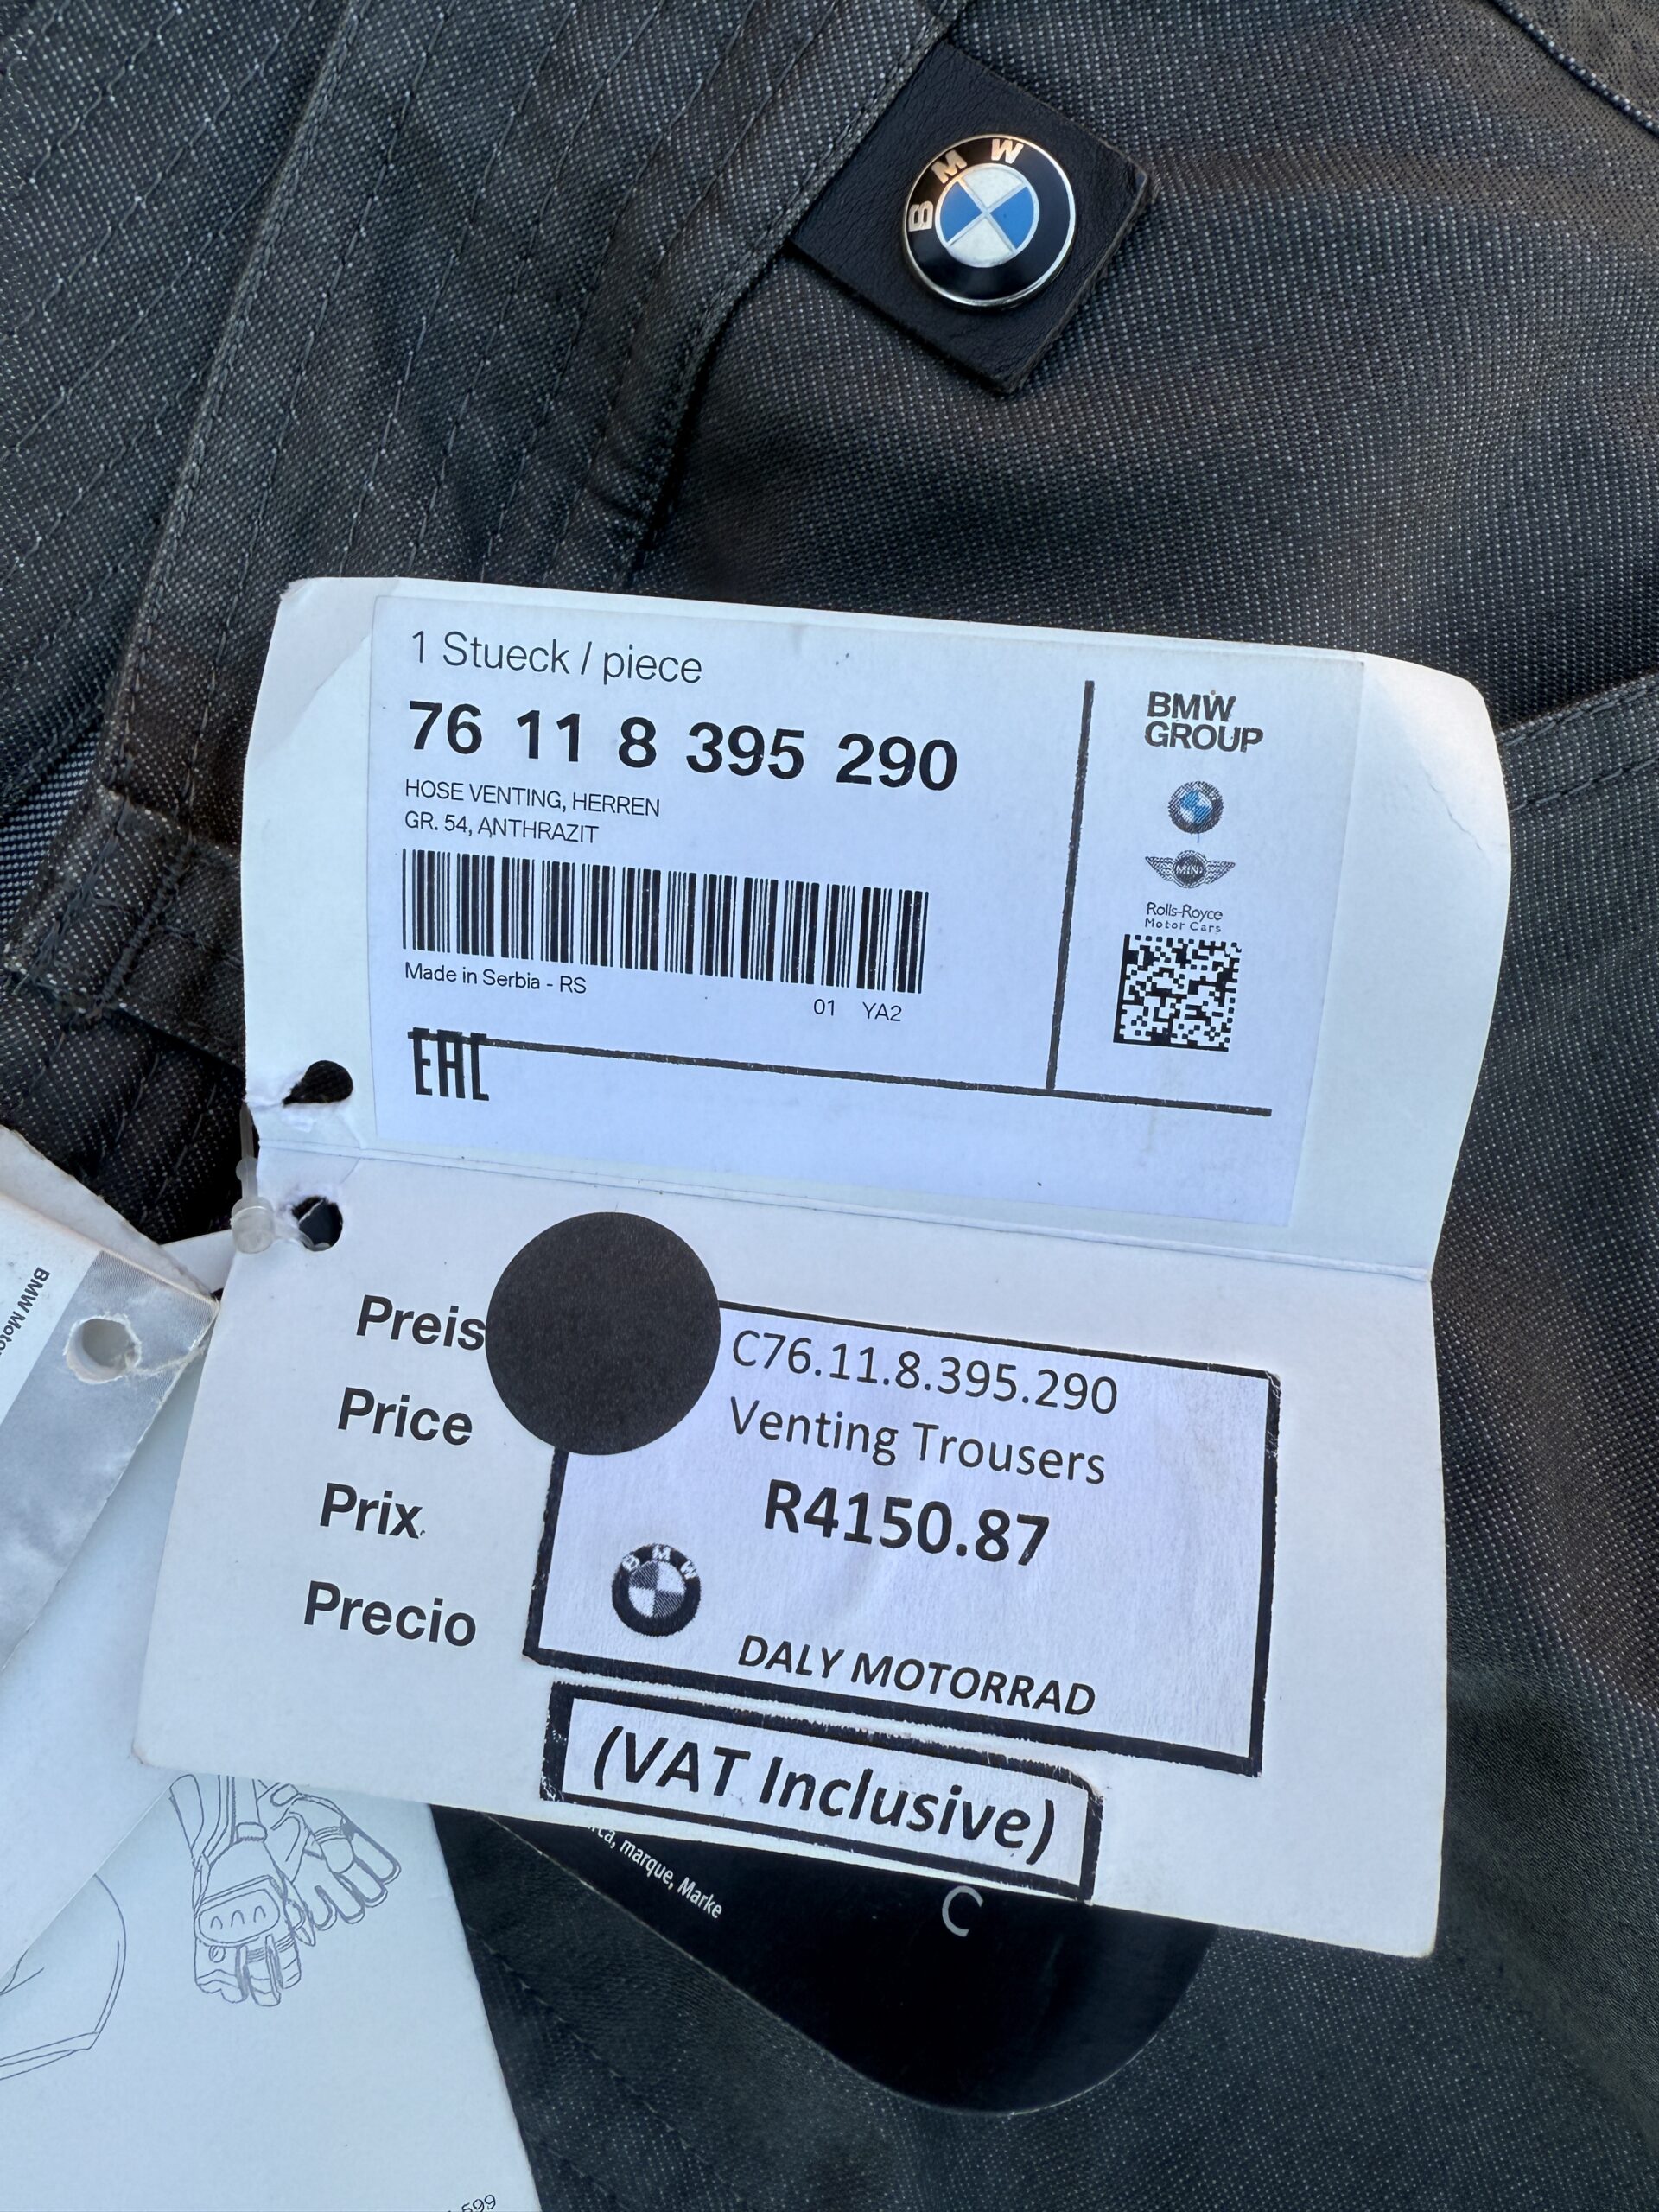 BMW
1 Stueck / piece
76 11 8 395 290
HOSE VENTING, HERREN
GR. 54, ANTHRAZIT
Made in Serbia - RS
01 YA2
EAC
BMW
GROUP
MINI
Rolls-Royce
Motor Cars
Preis
Price
Prix
Precio
C76.11.8.395.290
Venting Trousers
R4150.87
BMW
DALY MOTORRAD
(VAT Inclusive)
marque, Marke
C
BMW
599